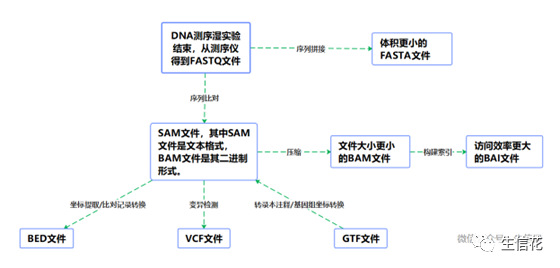 DNA测序湿实验
结束，从测序仪
得到FASTQ文件
序列拼接
体积更小的
FASTA文件
序列比对
SAM文件，其中SAM
文件是文本格式，
BAM文件是其二进制
形式。
压缩
文件大小更小
的BAM文件
构建索引
访问效率更大
的BAI文件
坐标提取/比对记录转换
变异检测
转录本注释/基因组坐标转换
BED文件
VCF文件
GTF文件
生信花